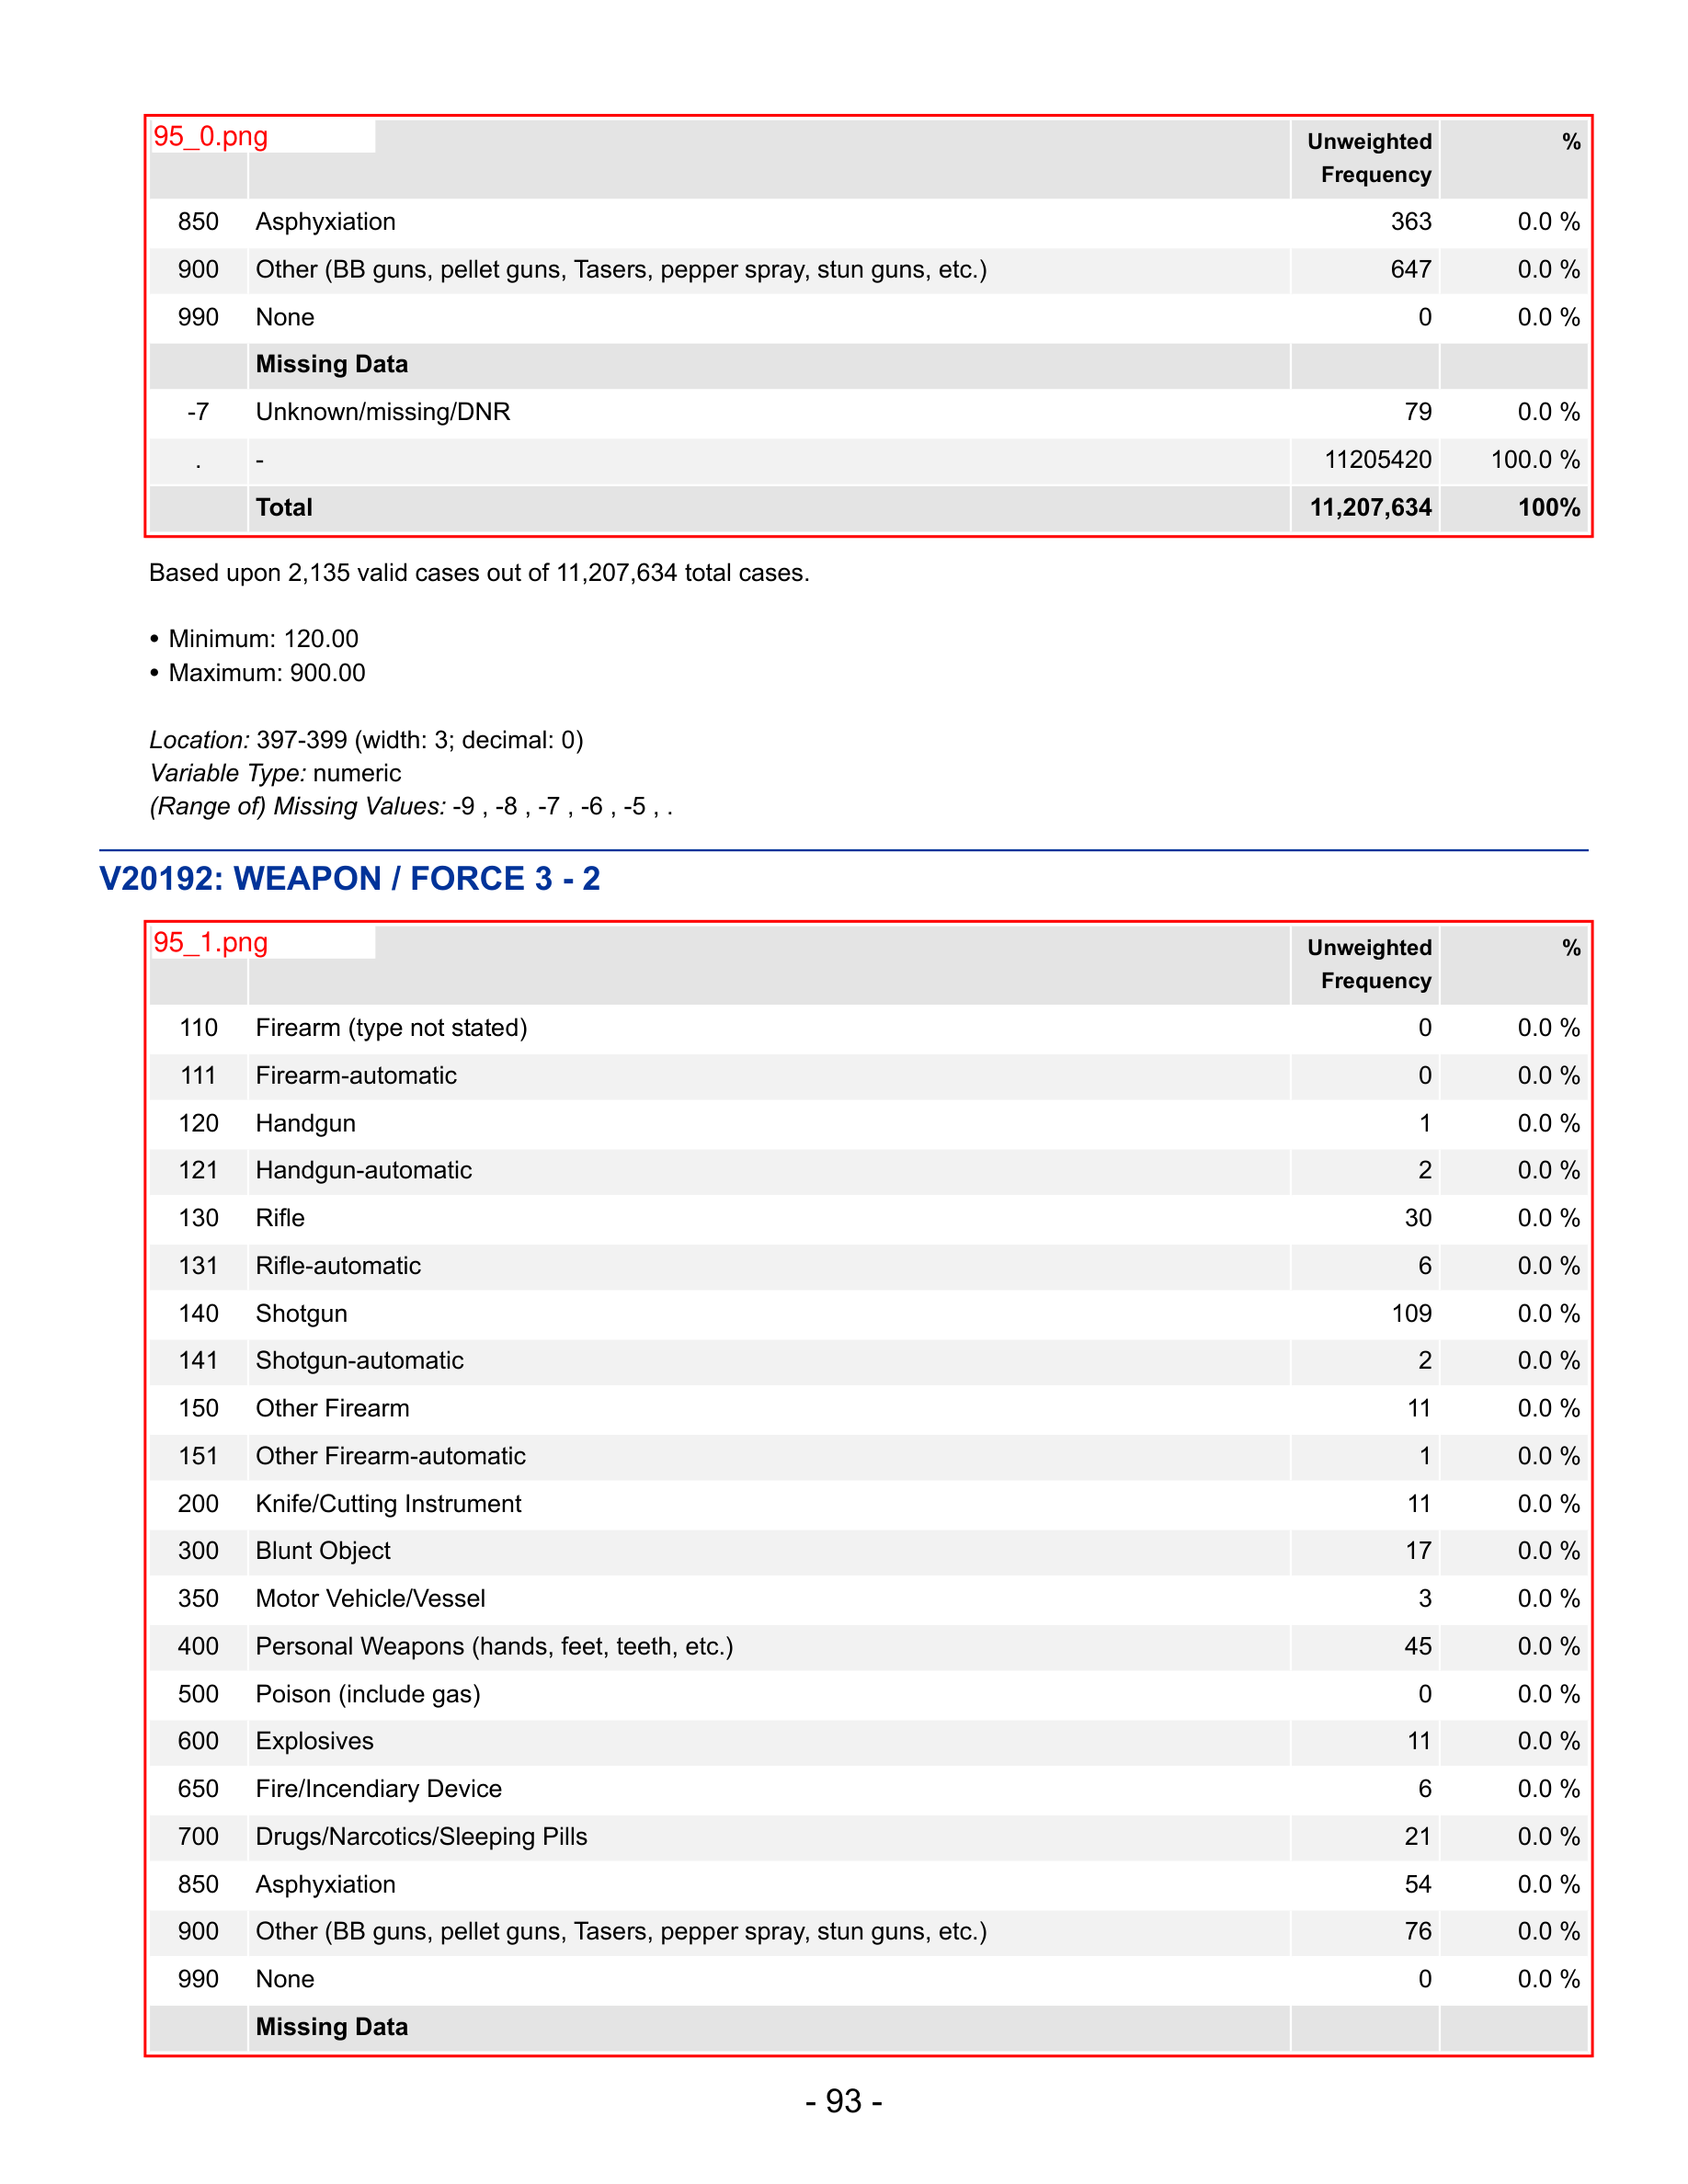 95_0.png
Unweighted Frequency %
850 Asphyxiation 363 0.0 %
900 Other (BB guns, pellet guns, Tasers, pepper spray, stun guns, etc.) 647 0.0 %
990 None 0 0.0 %
Missing Data
-7 Unknown/missing/DNR 79 0.0 %
. - 11205420 100.0 %
Total 11,207,634 100%
Based upon 2,135 valid cases out of 11,207,634 total cases.
• Minimum: 120.00
• Maximum: 900.00
Location: 397-399 (width: 3; decimal: 0)
Variable Type: numeric
(Range of) Missing Values: -9 , -8 , -7 , -6 , -5 , .
V20192: WEAPON / FORCE 3 - 2
95_1.png
Unweighted Frequency %
110 Firearm (type not stated) 0 0.0 %
111 Firearm-automatic 0 0.0 %
120 Handgun 1 0.0 %
121 Handgun-automatic 2 0.0 %
130 Rifle 30 0.0 %
131 Rifle-automatic 6 0.0 %
140 Shotgun 109 0.0 %
141 Shotgun-automatic 2 0.0 %
150 Other Firearm 11 0.0 %
151 Other Firearm-automatic 1 0.0 %
200 Knife/Cutting Instrument 11 0.0 %
300 Blunt Object 17 0.0 %
350 Motor Vehicle/Vessel 3 0.0 %
400 Personal Weapons (hands, feet, teeth, etc.) 45 0.0 %
500 Poison (include gas) 0 0.0 %
600 Explosives 11 0.0 %
650 Fire/Incendiary Device 6 0.0 %
700 Drugs/Narcotics/Sleeping Pills 21 0.0 %
850 Asphyxiation 54 0.0 %
900 Other (BB guns, pellet guns, Tasers, pepper spray, stun guns, etc.) 76 0.0 %
990 None 0 0.0 %
Missing Data
- 93 -